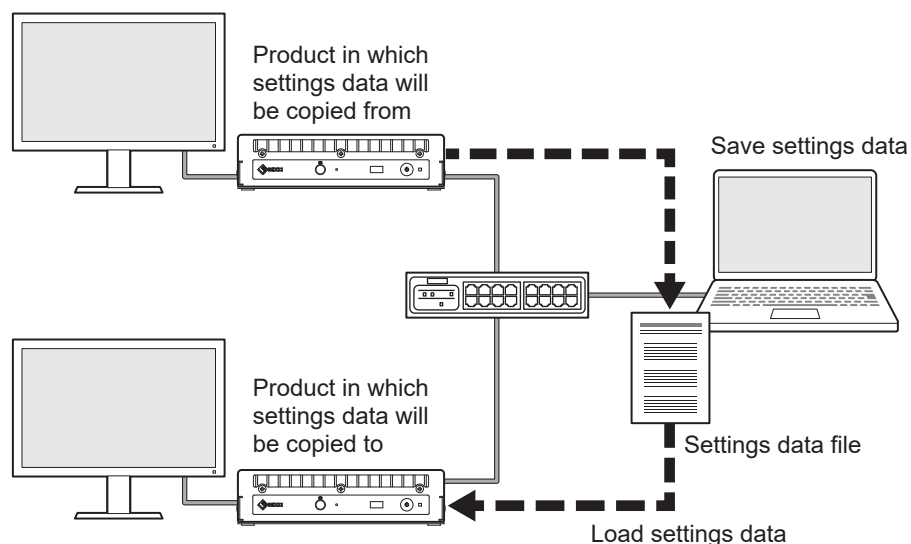 Product in which
settings data will
be copied from
Save settings data
Product in which
settings data will
be copied to
Settings data file
Load settings data